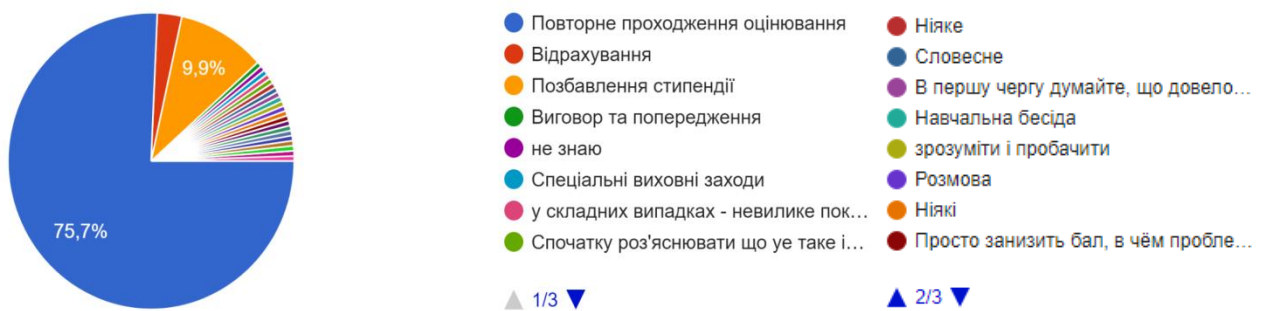 9,9%
75,7%
Повторне проходження оцінювання
Відрахування
Позбавлення стипендії
Виговор та попередження
не знаю
Спеціальні виховні заходи
у складних випадках - невилике пок...
Спочатку роз'яснювати що уе таке і...
1/3
Ніяке
Словесне
В першу чергу думайте, що довело...
Навчальна бесіда
зрозуміти і пробачити
Розмова
Ніякі
Просто занизить бал, в чём пробле...
2/3